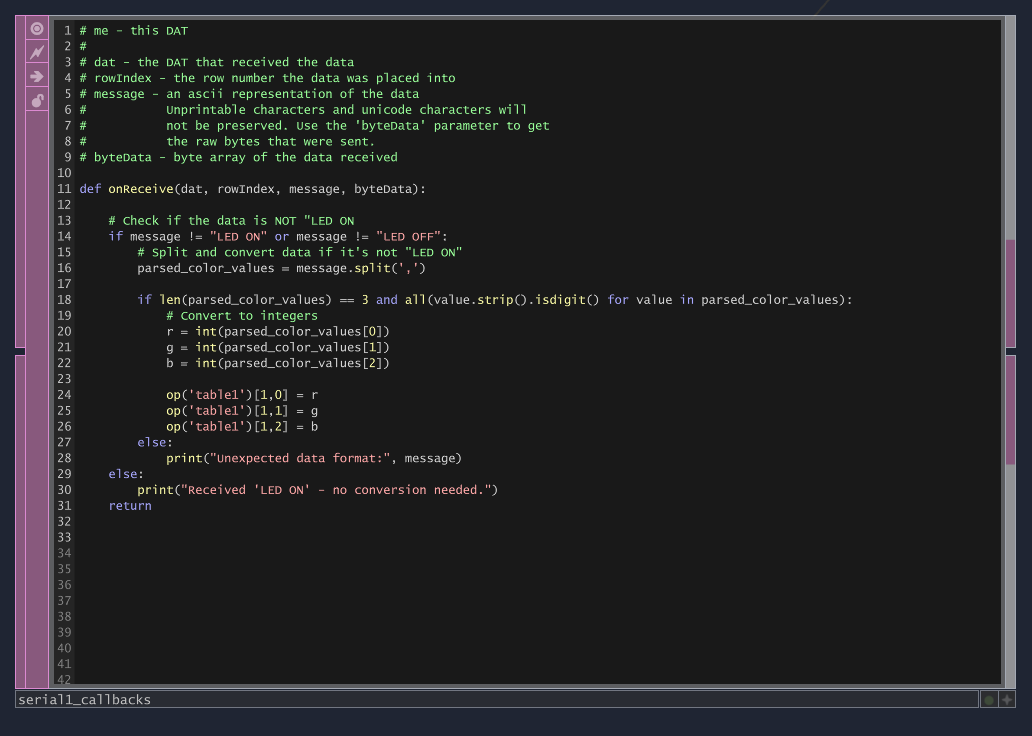 1 # me - this DAT
2 #
3 # dat - the DAT that received the data
4 # rowIndex - the row number the data was placed into
5 # message - an ascii representation of the data
6 #           Unprintable characters and unicode characters will
7 #           not be preserved. Use the 'byteData' parameter to get
8 #           the raw bytes that were sent.
9 # byteData - byte array of the data received
10
11 def onReceive(dat, rowIndex, message, byteData):
12
13     # Check if the data is NOT "LED ON
14     if message != "LED ON" or message != "LED OFF":
15         # Split and convert data if it's not "LED ON"
16         parsed_color_values = message.split(',')
17
18         if len(parsed_color_values) == 3 and all(value.strip().isdigit() for value in parsed_color_values):
19             # Convert to integers
20             r = int(parsed_color_values[0])
21             g = int(parsed_color_values[1])
22             b = int(parsed_color_values[2])
23
24             op('table1')[1,0] = r
25             op('table1')[1,1] = g
26             op('table1')[1,2] = b
27         else:
28             print("Unexpected data format:", message)
29     else:
30         print("Received 'LED ON' - no conversion needed.")
31     return
32
33
34
35
36
37
38
39
40
41
42
serial1_callbacks